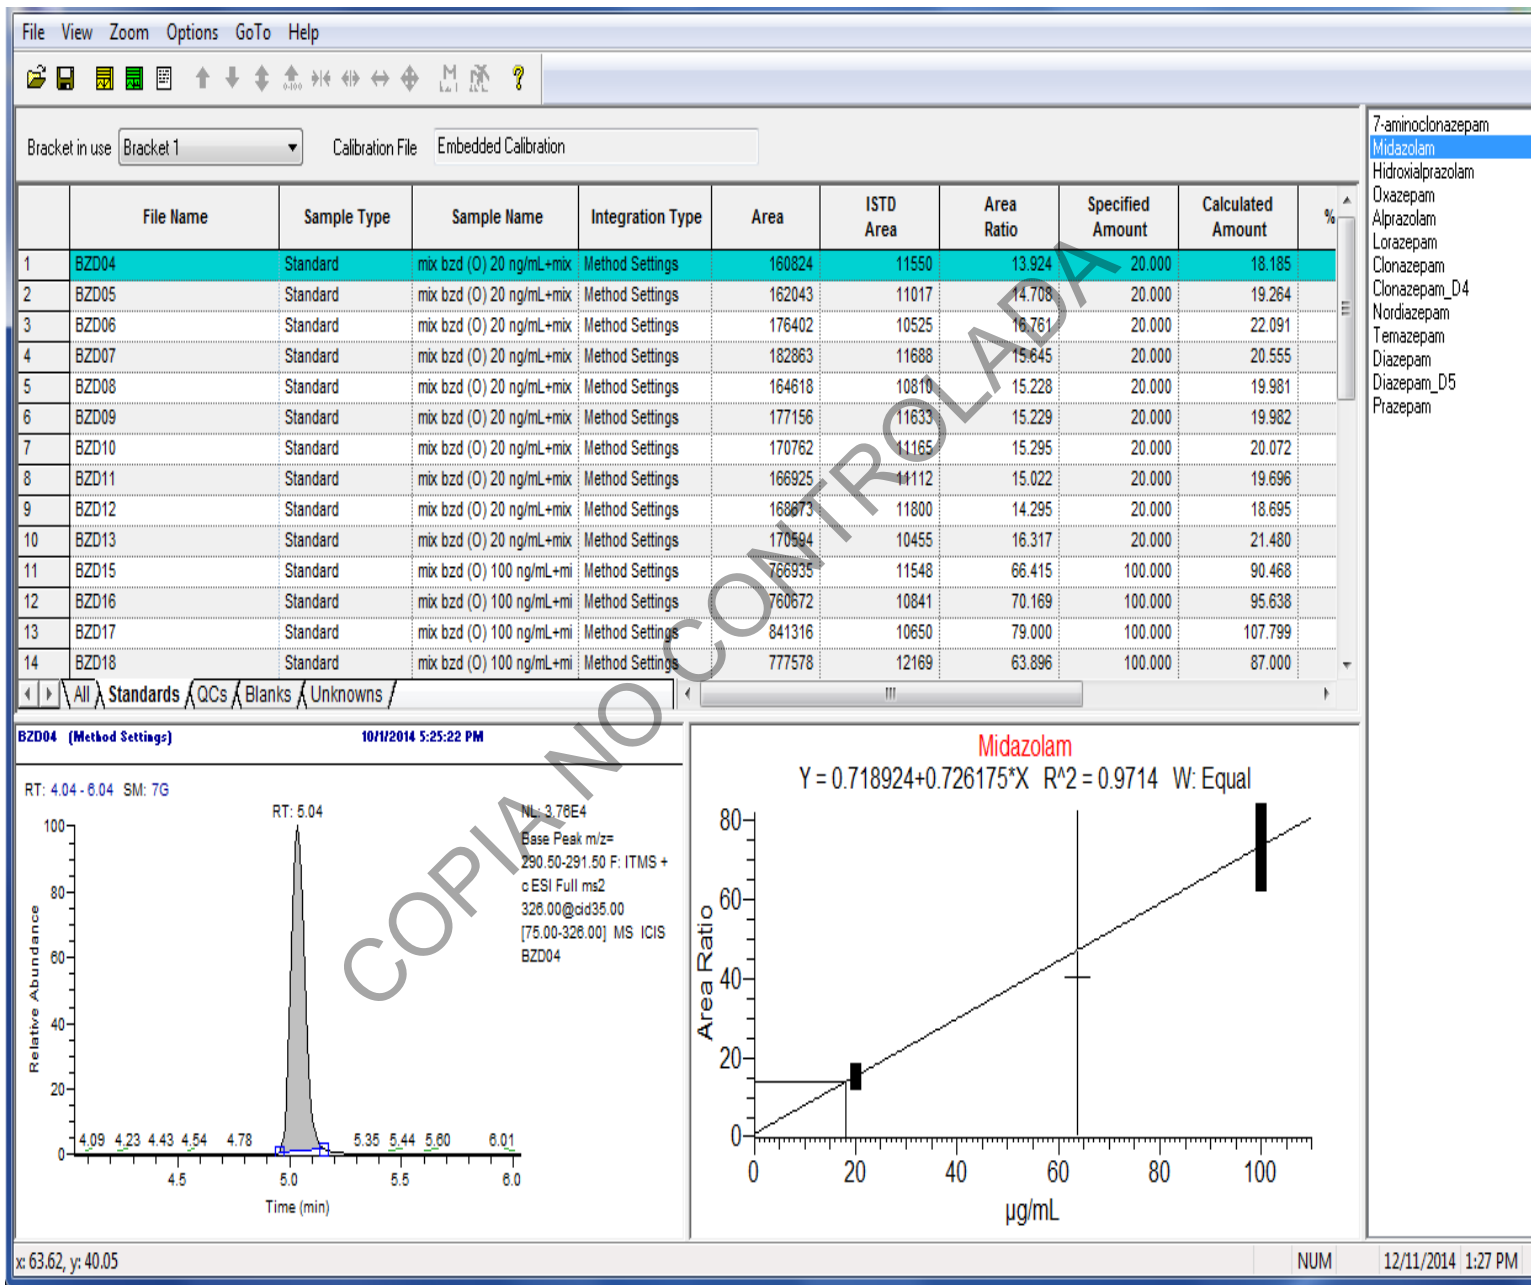 File View Zoom Options GoTo Help
Bracket in use Bracket 1 Calibration File Embedded Calibration
File Name Sample Type Sample Name Integration Type Area ISTD Area Area Ratio Specified Amount Calculated Amount %
1 BZD04 Standard mix bzd (O) 20 ng/mL+mix Method Settings 160824 11550 13.924 20.000 18.185
2 BZD05 Standard mix bzd (O) 20 ng/mL+mix Method Settings 162043 11017 14.708 20.000 19.264
3 BZD06 Standard mix bzd (O) 20 ng/mL+mix Method Settings 176402 10525 16.761 20.000 22.091
4 BZD07 Standard mix bzd (O) 20 ng/mL+mix Method Settings 182863 11688 15.645 20.000 20.555
5 BZD08 Standard mix bzd (O) 20 ng/mL+mix Method Settings 164618 10810 15.228 20.000 19.981
6 BZD09 Standard mix bzd (O) 20 ng/mL+mix Method Settings 177156 11633 15.229 20.000 19.982
7 BZD10 Standard mix bzd (O) 20 ng/mL+mix Method Settings 170762 11165 15.295 20.000 20.072
8 BZD11 Standard mix bzd (O) 20 ng/mL+mix Method Settings 166925 11112 15.022 20.000 19.696
9 BZD12 Standard mix bzd (O) 20 ng/mL+mix Method Settings 168673 11800 14.295 20.000 18.695
10 BZD13 Standard mix bzd (O) 20 ng/mL+mix Method Settings 170594 10455 16.317 20.000 21.480
11 BZD15 Standard mix bzd (O) 100 ng/mL+mi Method Settings 766935 11548 66.415 100.000 90.468
12 BZD16 Standard mix bzd (O) 100 ng/mL+mi Method Settings 760672 10841 70.169 100.000 95.638
13 BZD17 Standard mix bzd (O) 100 ng/mL+mi Method Settings 841316 10650 79.000 100.000 107.799
14 BZD18 Standard mix bzd (O) 100 ng/mL+mi Method Settings 777578 12169 63.896 100.000 87.000
All Standards QCs Blanks Unknowns
7-aminoclonazepam
Midazolam
Hidroxialprazolam
Oxazepam
Alprazolam
Lorazepam
Clonazepam
Clonazepam_D4
Nordiazepam
Temazepam
Diazepam
Diazepam_D5
Prazepam
BZD04 (Method Settings) 10/1/2014 5:25:22 PM
RT: 4.04 - 6.04 SM: 7G
RT: 5.04
NL: 3.76E4
Base Peak m/z=
290.50-291.50 F: ITMS +
c ESI Full ms2
326.00@cid35.00
[75.00-326.00] MS ICIS
BZD04
100
80
60
40
20
0
Relative Abundance
4.09 4.23 4.43 4.54 4.78 5.35 5.44 5.60 6.01
4.5 5.0 5.5 6.0
Time (min)
Midazolam
Y = 0.718924+0.726175*X R^2 = 0.9714 W: Equal
80
60
40
20
0
Area Ratio
0 20 40 60 80 100
µg/mL
COPIA NO CONTROLADA
x: 63.62, y: 40.05 NUM 12/11/2014 1:27 PM